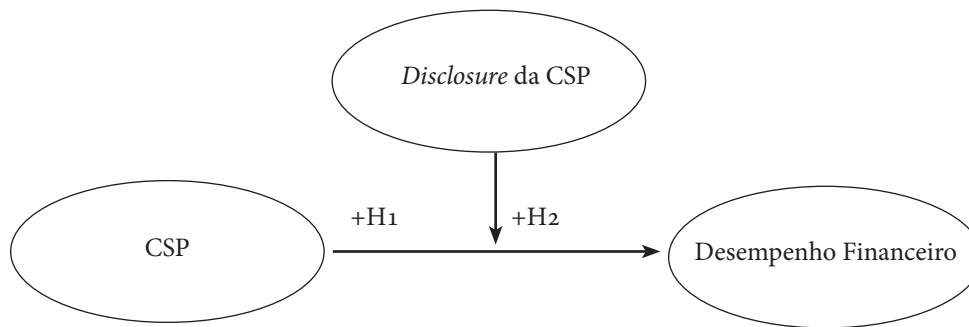 Disclosure da CSP
+H1
+H2
CSP
Desempenho Financeiro